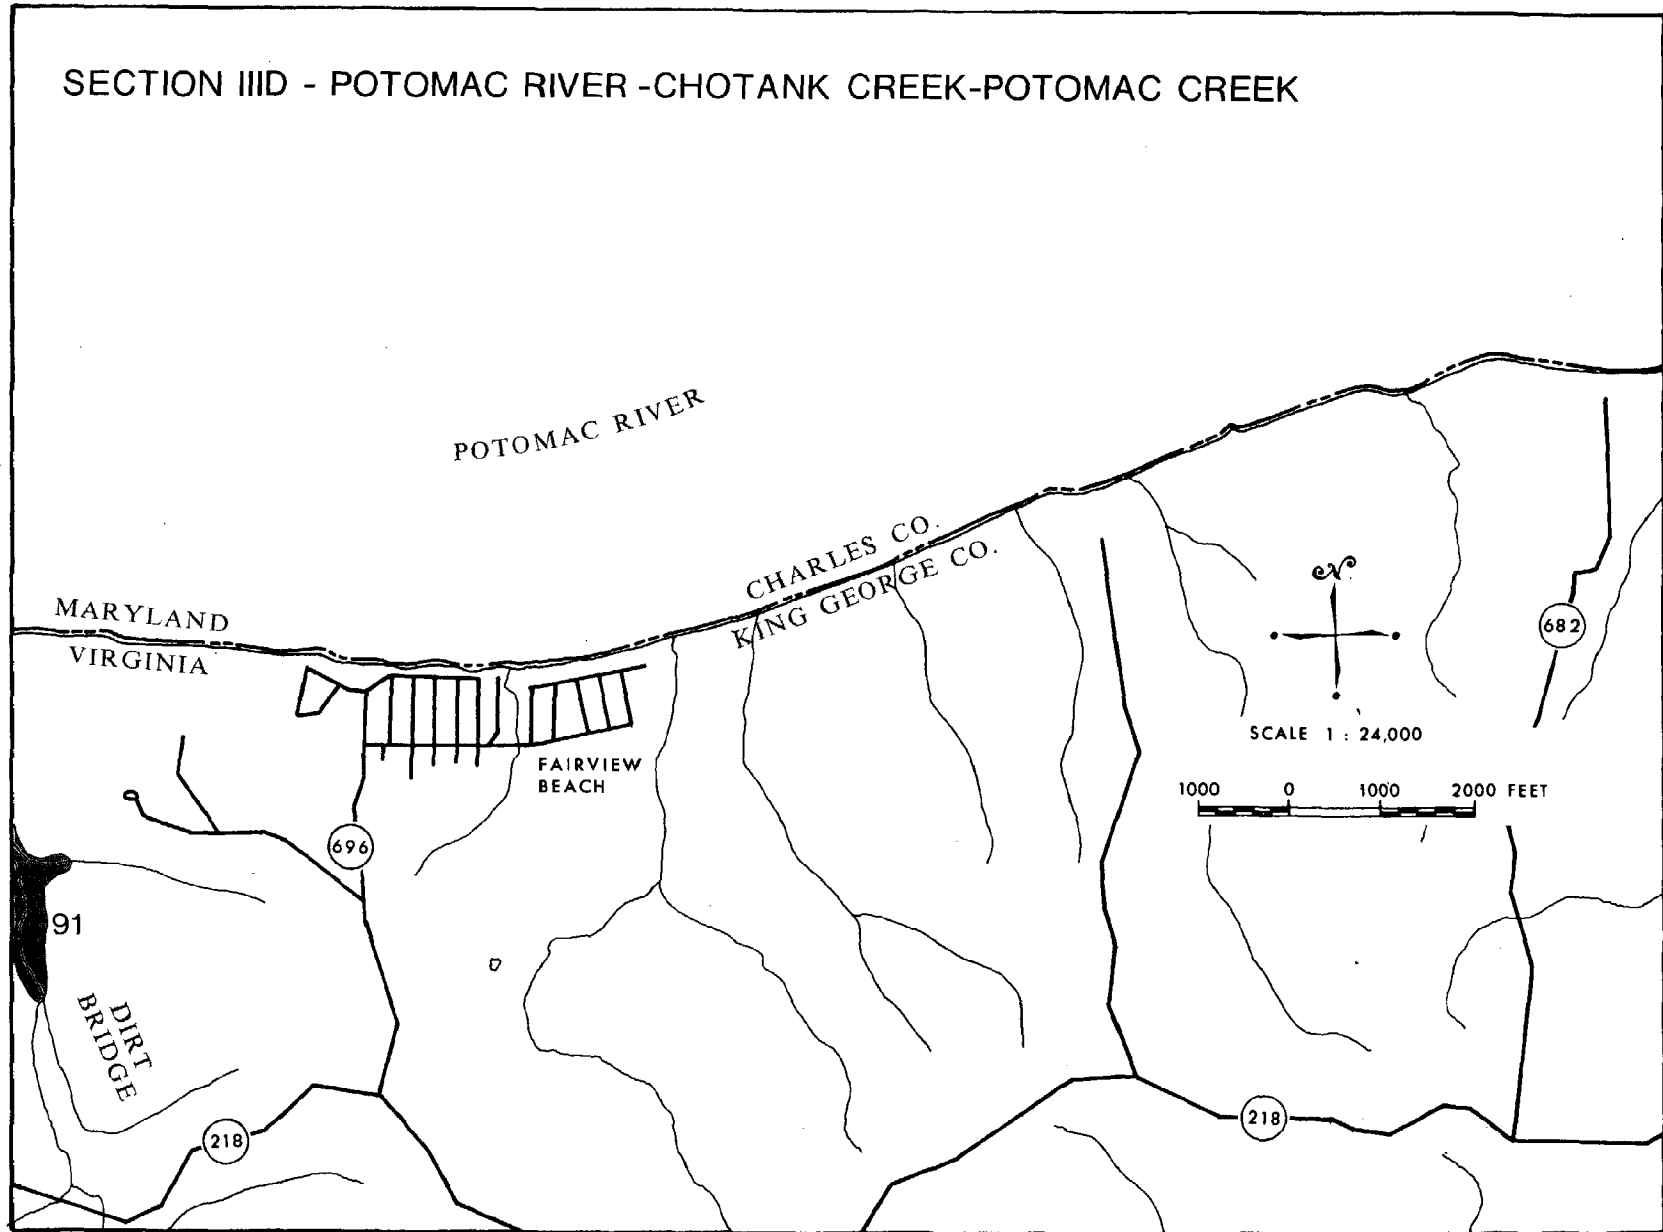 SECTION IIID - POTOMAC RIVER -CHOTANK CREEK-POTOMAC CREEK
POTOMAC RIVER
CHARLES CO.
KING GEORGE CO.
MARYLAND
VIRGINIA
N
682
SCALE 1 : 24,000
1000 0 1000 2000 FEET
FAIRVIEW
BEACH
696
91
DIRT
BRIDGE
218
218